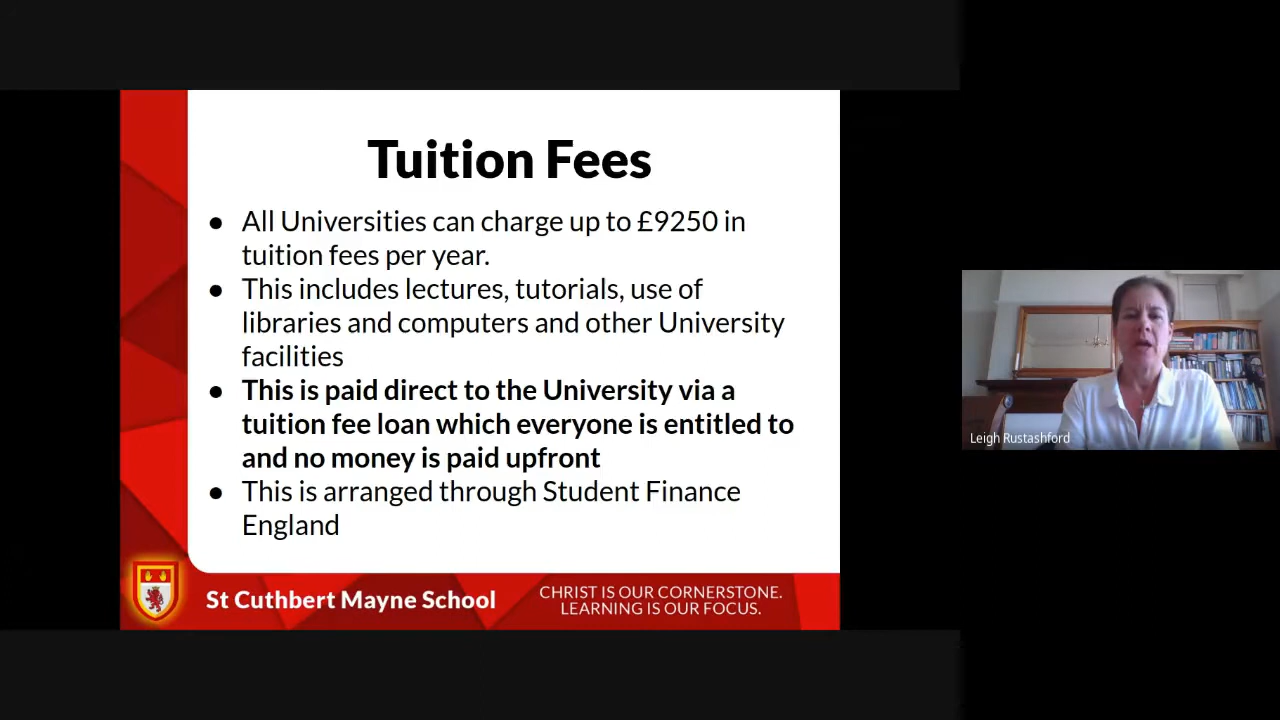 Tuition Fees
● All Universities can charge up to £9250 in
tuition fees per year.
● This includes lectures, tutorials, use of
libraries and computers and other University
facilities
● This is paid direct to the University via a
tuition fee loan which everyone is entitled to
and no money is paid upfront
● This is arranged through Student Finance
England
St Cuthbert Mayne School
CHRIST IS OUR CORNERSTONE.
LEARNING IS OUR FOCUS.
Leigh Rustashford